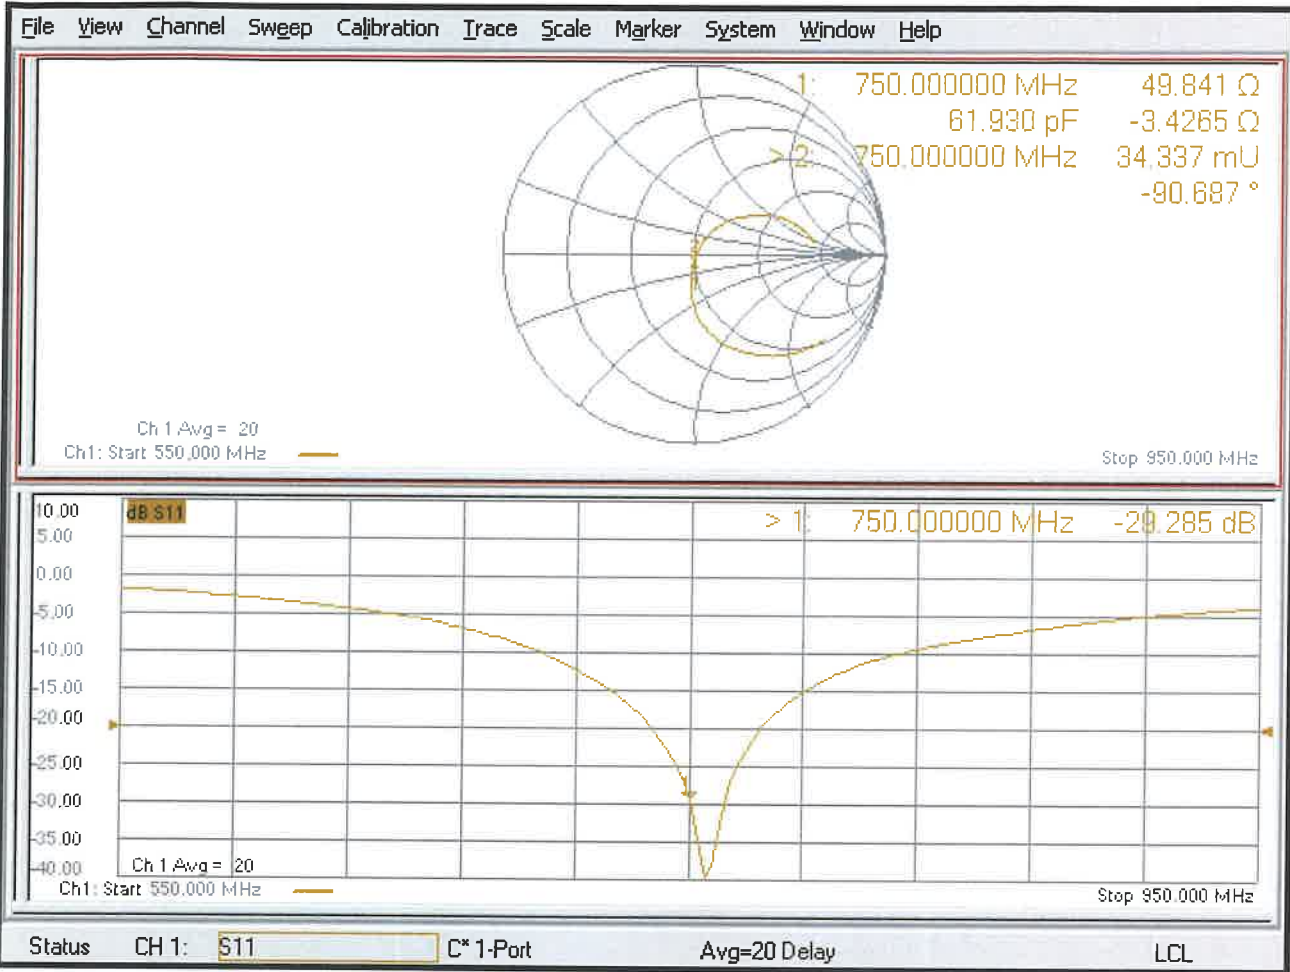 File View Channel Sweep Calibration Trace Scale Marker System Window Help
1: 750.000000 MHz 49.841 Ω
61.930 pF -3.4265 Ω
> 2: 750.000000 MHz 34.337 mU
-90.687 °
Ch 1 Avg = 20
Ch1: Start 550.000 MHz
Stop 950.000 MHz
10.00
dB S11
> 1: 750.000000 MHz -29.285 dB
5.00
0.00
-5.00
-10.00
-15.00
-20.00
-25.00
-30.00
-35.00
-40.00
Ch 1 Avg = 20
Ch1: Start 550.000 MHz
Stop 950.000 MHz
Status CH 1: S11 C* 1-Port Avg=20 Delay LCL